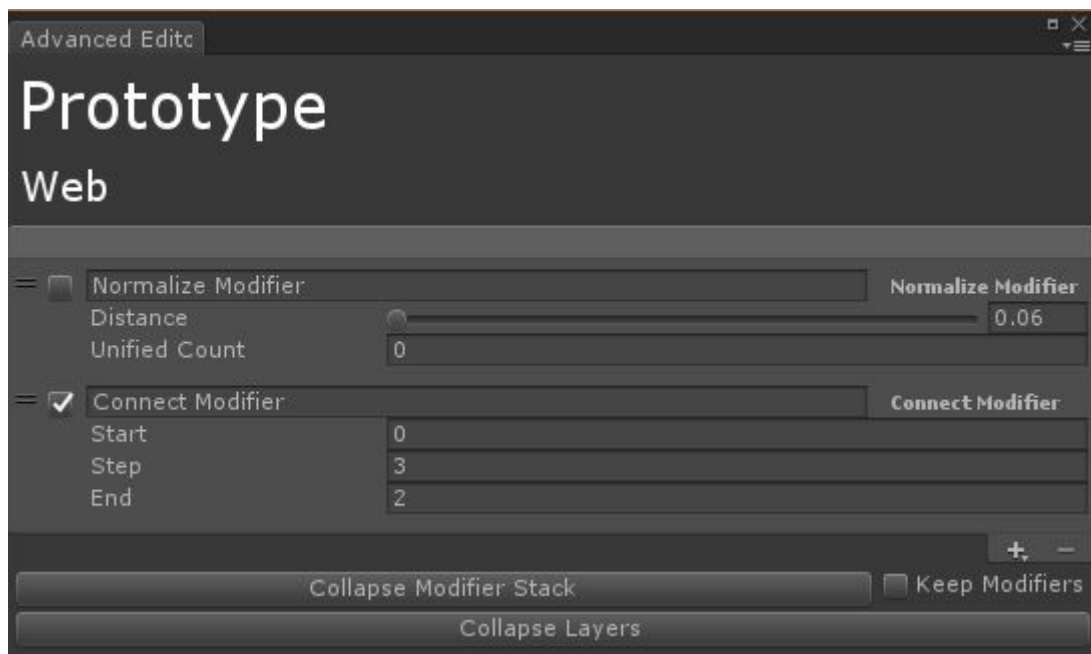 Advanced Editc
Prototype
Web
Normalize Modifier Normalize Modifier
Distance 0.06
Unified Count 0
Connect Modifier Connect Modifier
Start 0
Step 3
End 2
Collapse Modifier Stack Keep Modifiers
Collapse Layers